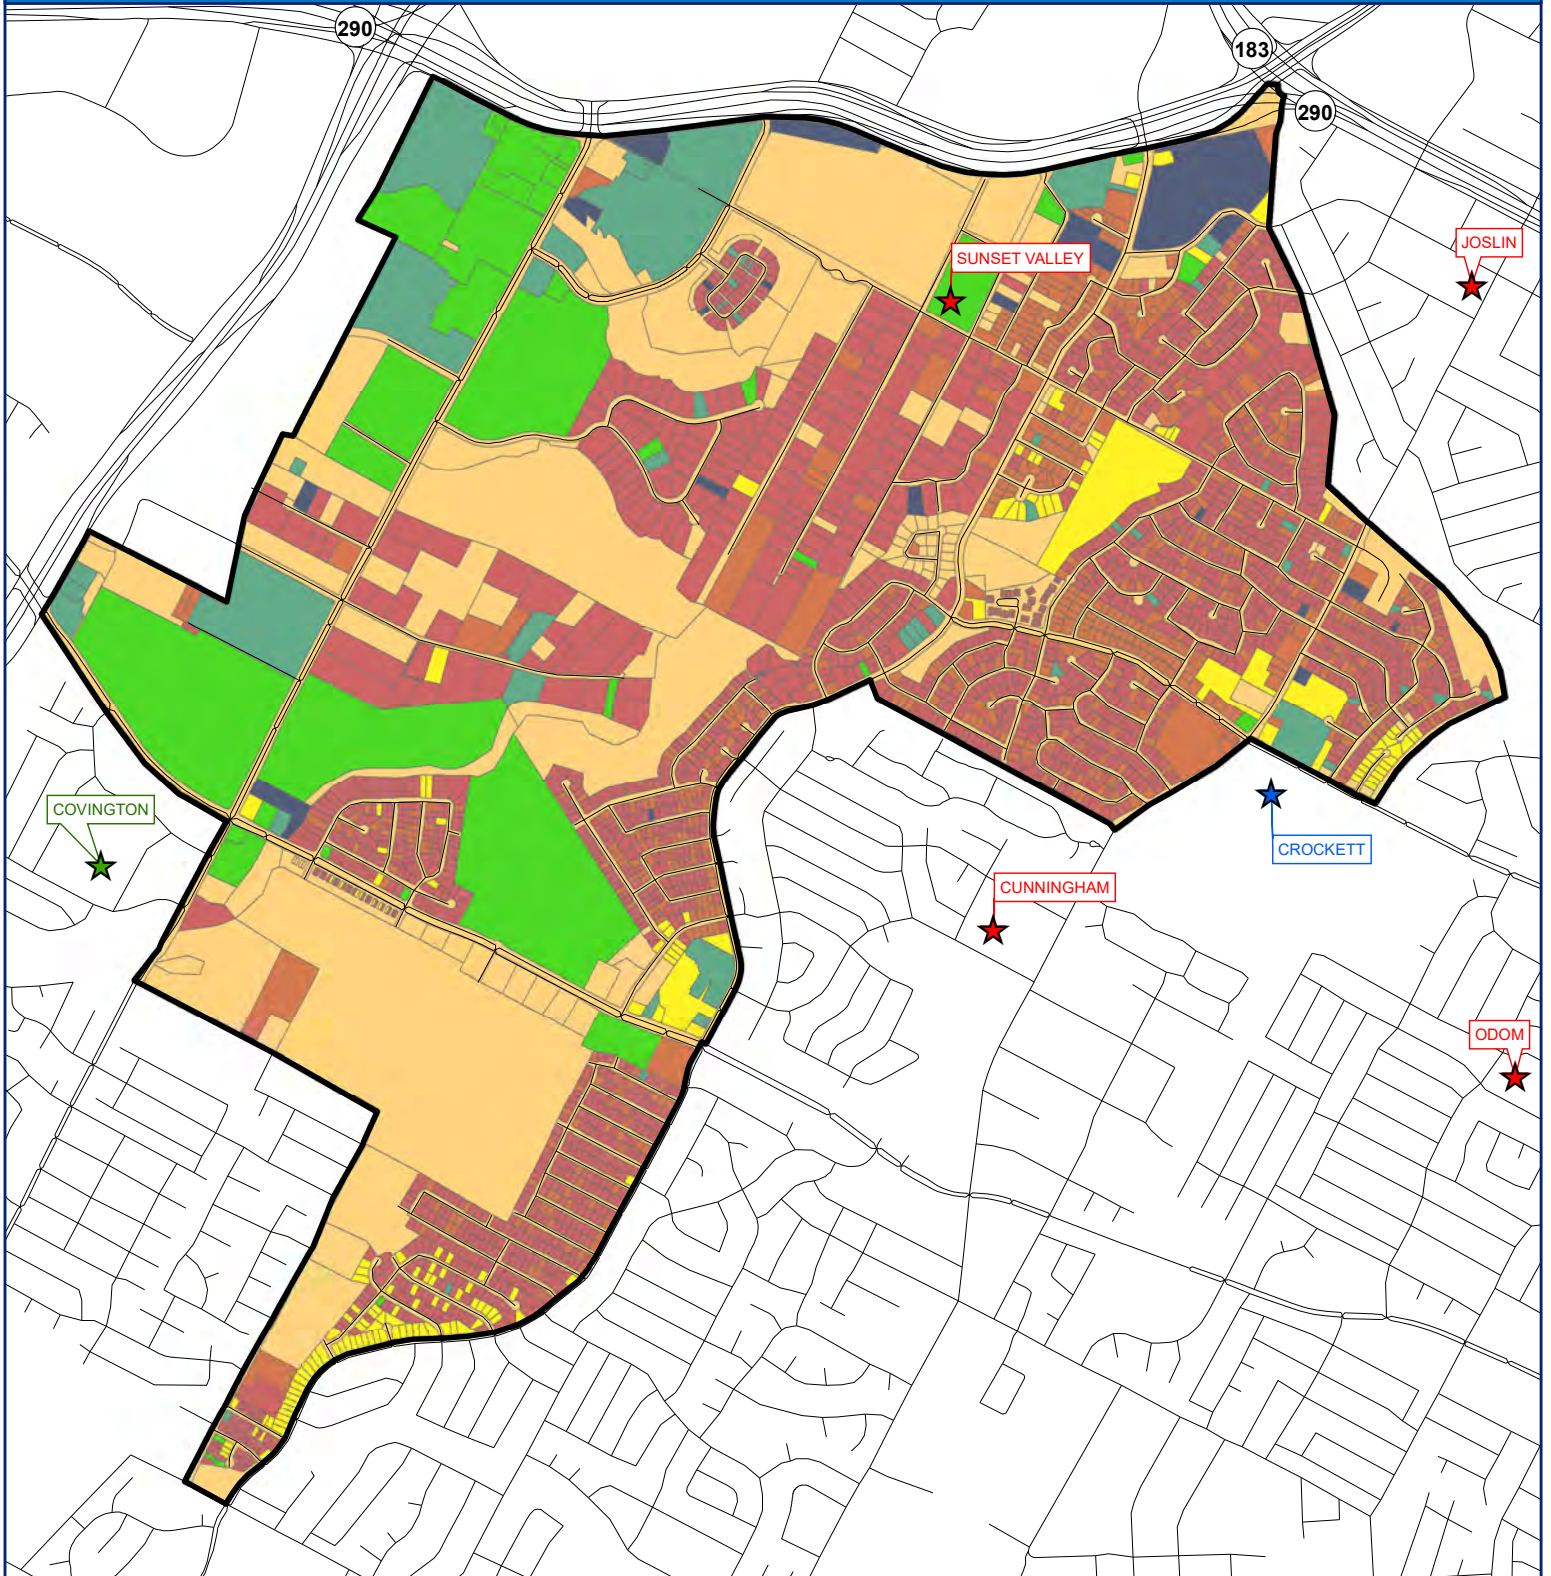 290
183
290
JOSLIN
SUNSET VALLEY
COVINGTON
CROCKETT
CUNNINGHAM
ODOM